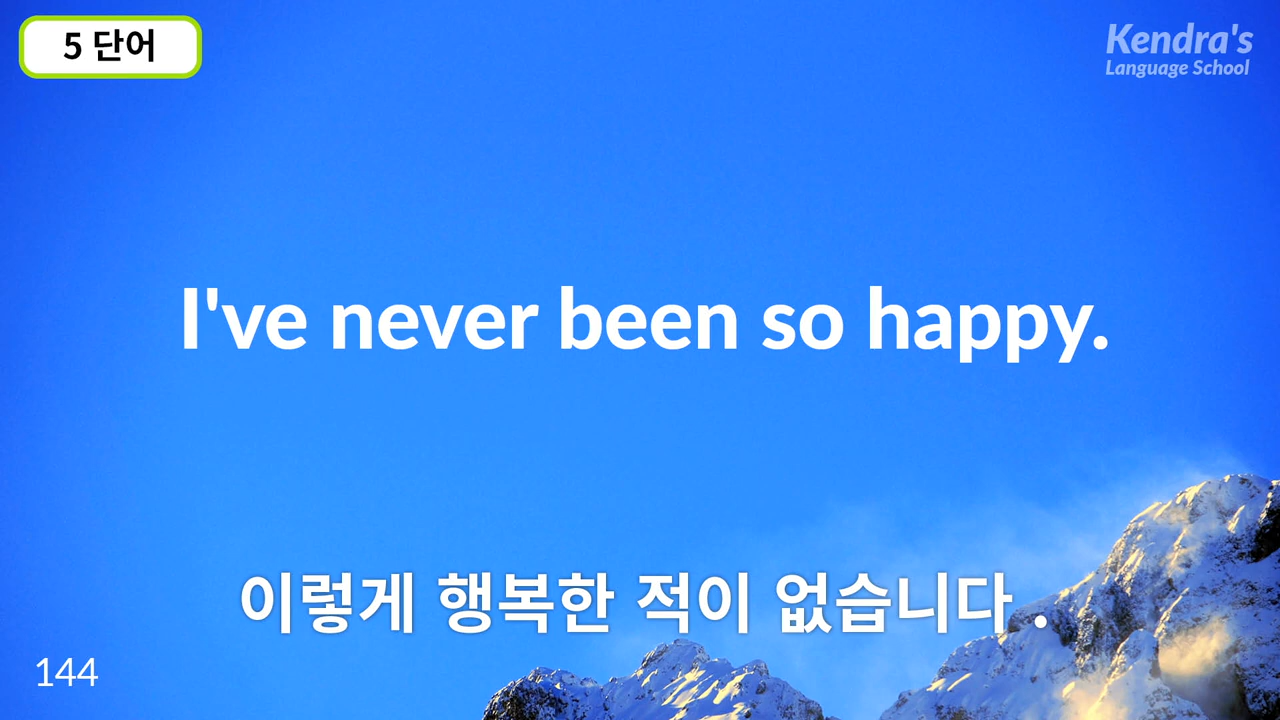 5 단어
Kendra's
Language School
I've never been so happy.
이렇게 행복한 적이 없습니다 .
144